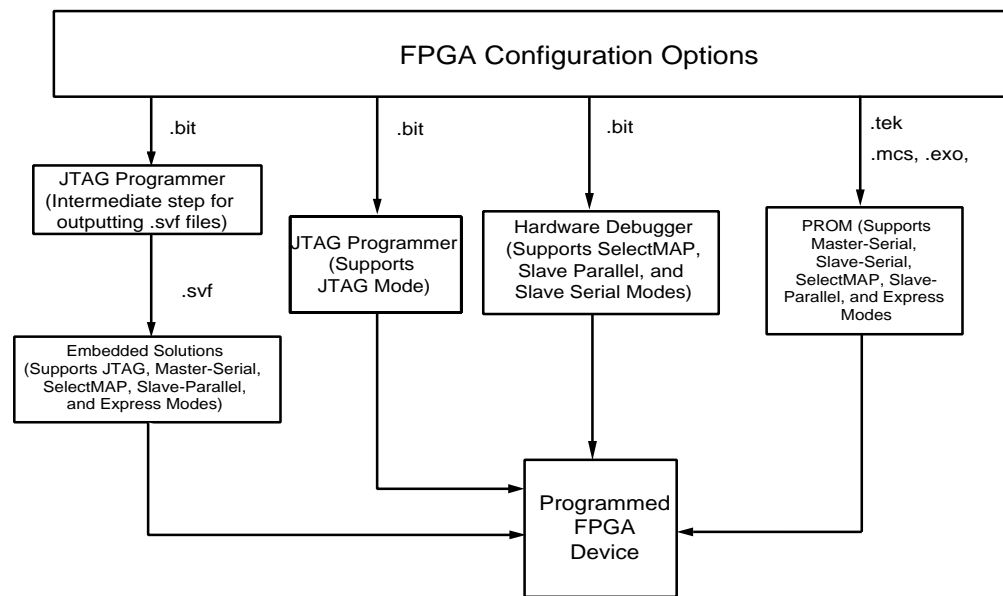 FPGA Configuration Options
.bit
.bit
.bit
.tek
.mcs, .exo,
JTAG Programmer
(Intermediate step for
outputting .svf files)
JTAG Programmer
(Supports
JTAG Mode)
Hardware Debugger
(Supports SelectMAP,
Slave Parallel, and
Slave Serial Modes)
PROM (Supports
Master-Serial,
Slave-Serial,
SelectMAP, Slave-
Parallel, and Express
Modes
.svf
Embedded Solutions
(Supports JTAG, Master-Serial,
SelectMAP, Slave-Parallel,
and Express Modes)
Programmed
FPGA
Device